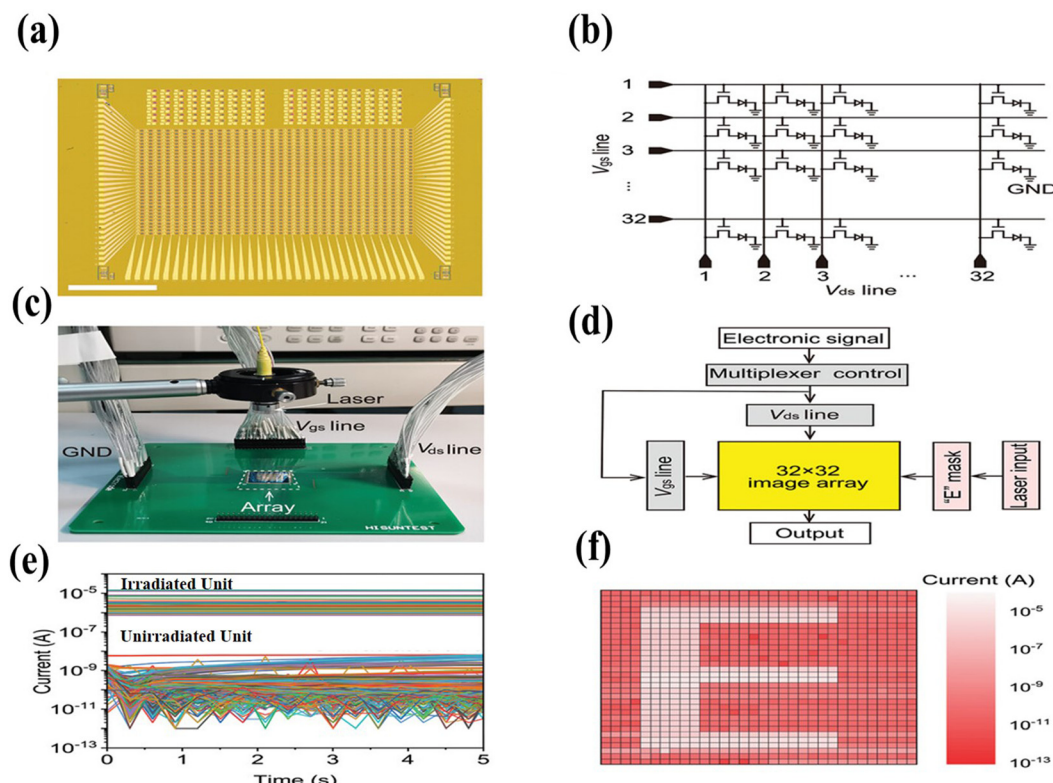 (a)
(b)
1
2
3
...
32
Vgs line
GND
1 2 3 ... 32
Vds line
(c)
Laser
Vgs line
GND
Vds line
Array
HISUNTEST
(d)
Electronic signal
Multiplexer control
Vds line
Vgs line
32×32
image array
"E" mask
Laser input
Output
(e)
Irradiated Unit
Unirradiated Unit
Current (A)
10⁻⁵
10⁻⁷
10⁻⁹
10⁻¹¹
10⁻¹³
0 1 2 3 4 5
Time (s)
(f)
Current (A)
10⁻⁵
10⁻⁷
10⁻⁹
10⁻¹¹
10⁻¹³